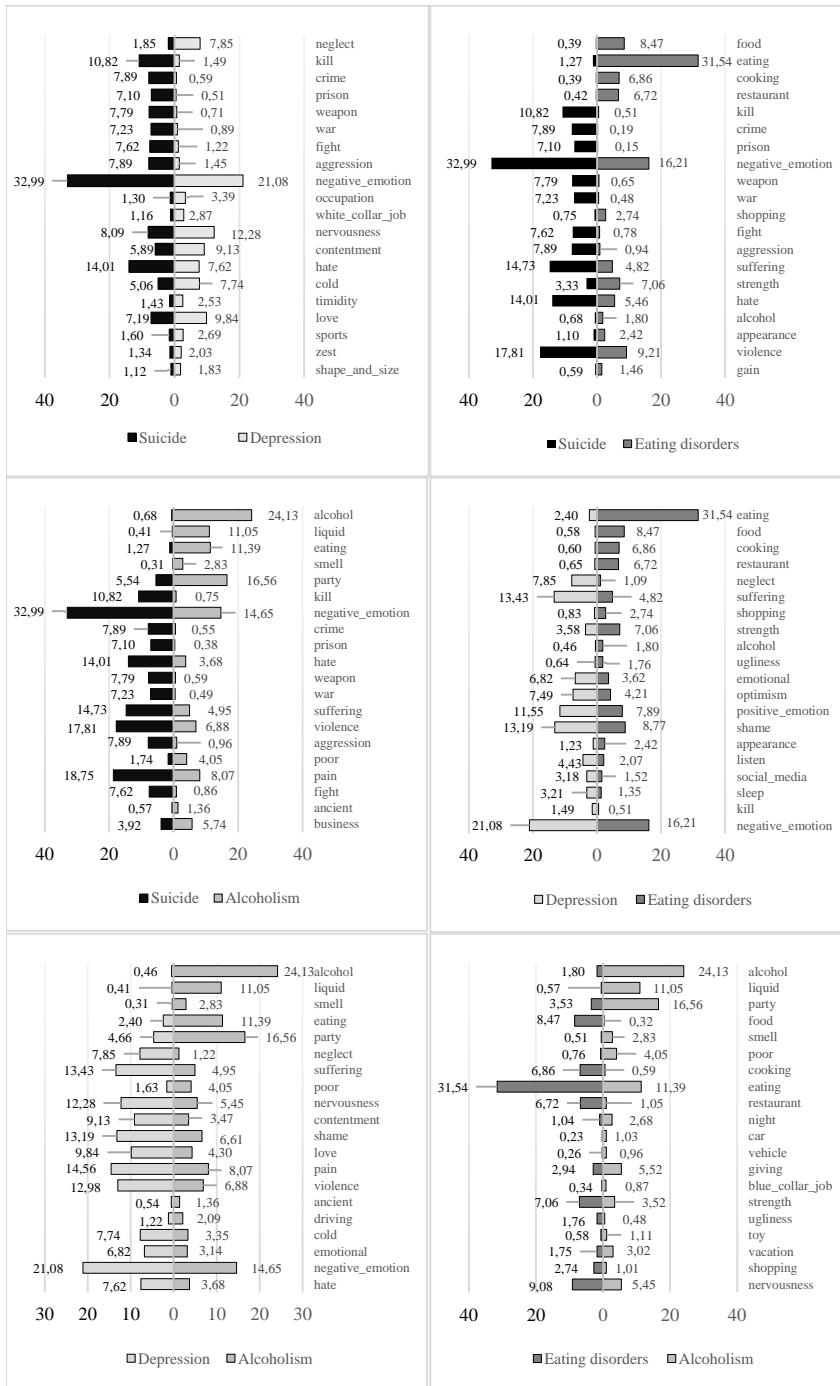 1,85 7,85 neglect
10,82 1,49 kill
7,89 0,59 crime
7,10 0,51 prison
7,79 0,71 weapon
7,23 0,89 war
7,62 1,22 fight
7,89 1,45 aggression
32,99 21,08 negative_emotion
1,30 3,39 occupation
1,16 2,87 white_collar_job
8,09 12,28 nervousness
5,89 9,13 contentment
14,01 7,62 hate
5,06 7,74 cold
1,43 2,53 timidity
7,19 9,84 love
1,60 2,69 sports
1,34 2,03 zest
1,12 1,83 shape_and_size
40 20 0 20 40
Suicide Depression
0,39 8,47 food
1,27 31,54 eating
0,39 6,86 cooking
0,42 6,72 restaurant
10,82 0,51 kill
7,89 0,19 crime
7,10 0,15 prison
32,99 16,21 negative_emotion
7,79 0,65 weapon
7,23 0,48 war
0,75 2,74 shopping
7,62 0,78 fight
7,89 0,94 aggression
14,73 4,82 suffering
3,33 7,06 strength
14,01 5,46 hate
0,68 1,80 alcohol
1,10 2,42 appearance
17,81 9,21 violence
0,59 1,46 gain
40 20 0 20 40
Suicide Eating disorders
0,68 24,13 alcohol
0,41 11,05 liquid
1,27 11,39 eating
0,31 2,83 smell
5,54 16,56 party
10,82 0,75 kill
32,99 14,65 negative_emotion
7,89 0,55 crime
7,10 0,38 prison
14,01 3,68 hate
7,79 0,59 weapon
7,23 0,49 war
14,73 4,95 suffering
17,81 6,88 violence
7,89 0,96 aggression
1,74 4,05 poor
18,75 8,07 pain
7,62 0,86 fight
0,57 1,36 ancient
3,92 5,74 business
40 20 0 20 40
Suicide Alcoholism
2,40 31,54 eating
0,58 8,47 food
0,60 6,86 cooking
0,65 6,72 restaurant
7,85 1,09 neglect
13,43 4,82 suffering
0,83 2,74 shopping
3,58 7,06 strength
0,46 1,80 alcohol
0,64 1,76 ugliness
6,82 3,62 emotional
7,49 4,21 optimism
11,55 7,89 positive_emotion
13,19 8,77 shame
1,23 2,42 appearance
4,43 2,07 listen
3,18 1,52 social_media
3,21 1,35 sleep
1,49 0,51 kill
21,08 16,21 negative_emotion
40 20 0 20 40
Depression Eating disorders
0,46 24,13 alcohol
0,41 11,05 liquid
0,31 2,83 smell
2,40 11,39 eating
4,66 16,56 party
7,85 1,22 neglect
13,43 4,95 suffering
1,63 4,05 poor
12,28 5,45 nervousness
9,13 3,47 contentment
13,19 6,61 shame
9,84 4,30 love
14,56 8,07 pain
12,98 6,88 violence
0,54 1,36 ancient
1,22 2,09 driving
7,74 3,35 cold
6,82 3,14 emotional
21,08 14,65 negative_emotion
7,62 3,68 hate
30 20 10 0 10 20 30
Depression Alcoholism
1,80 24,13 alcohol
0,57 11,05 liquid
3,53 16,56 party
8,47 0,32 food
0,51 2,83 smell
0,76 4,05 poor
6,86 0,59 cooking
31,54 11,39 eating
6,72 1,05 restaurant
1,04 2,68 night
0,23 1,03 car
0,26 0,96 vehicle
2,94 5,52 giving
0,34 0,87 blue_collar_job
7,06 3,52 strength
1,76 0,48 ugliness
0,58 1,11 toy
1,75 3,02 vacation
2,74 1,01 shopping
9,08 5,45 nervousness
40 20 0 20 40
Eating disorders Alcoholism